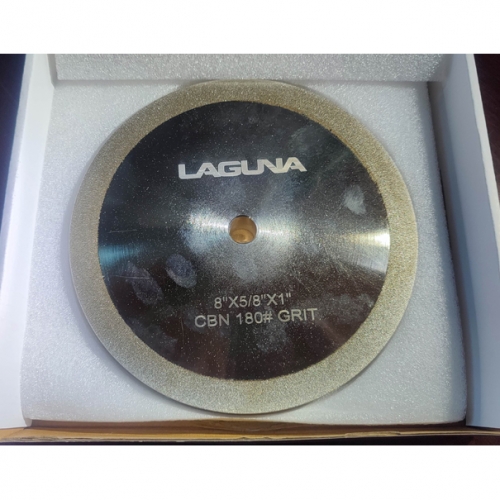 LAGUNA
8"X5/8"X1"
CBN 180# GRIT